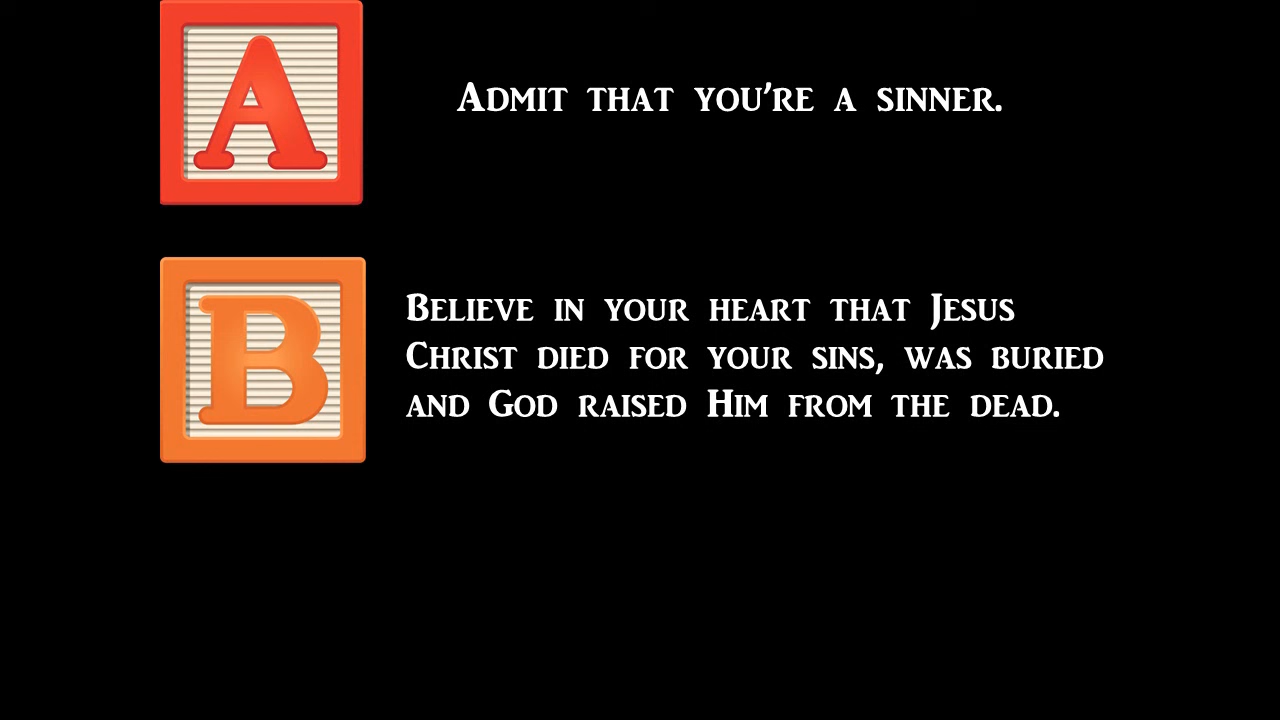 A
Admit that you're a sinner.
B
Believe in your heart that Jesus
Christ died for your sins, was buried
and God raised Him from the dead.